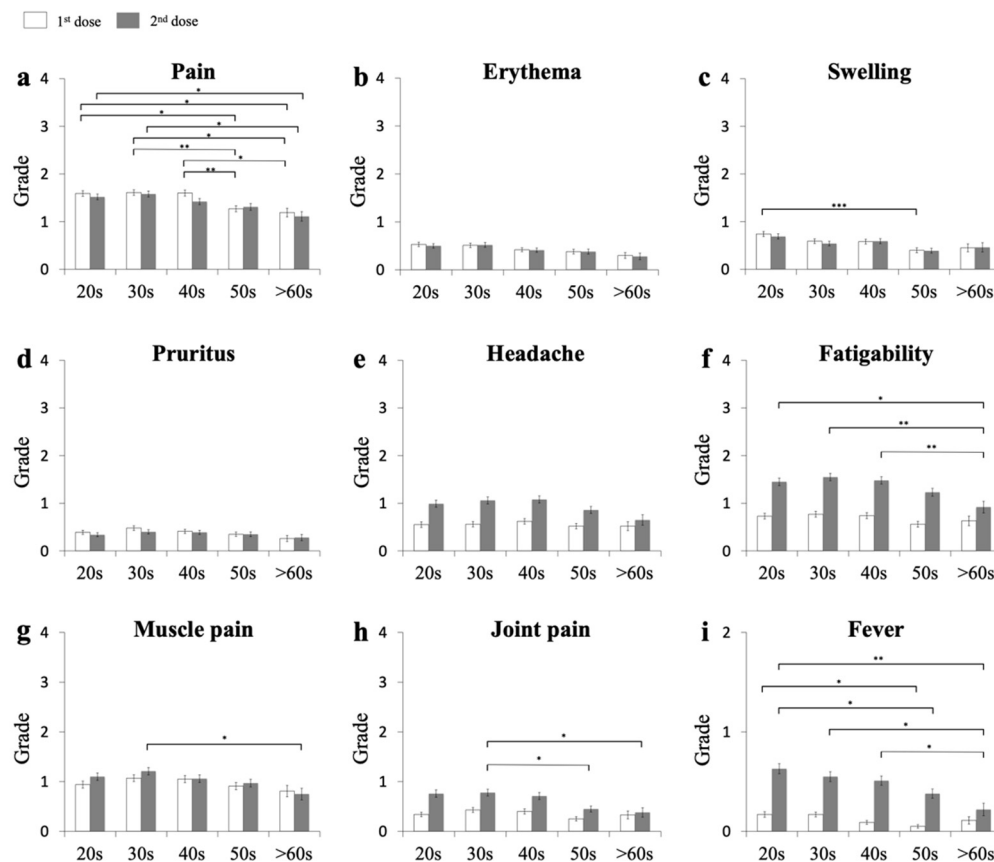 1st dose 2nd dose
a Pain
4
3
2
1
0
Grade
* * * * * ** * **
20s 30s 40s 50s >60s
b Erythema
4
3
2
1
0
Grade
20s 30s 40s 50s >60s
c Swelling
4
3
2
1
0
Grade
***
20s 30s 40s 50s >60s
d Pruritus
4
3
2
1
0
Grade
20s 30s 40s 50s >60s
e Headache
4
3
2
1
0
Grade
20s 30s 40s 50s >60s
f Fatigability
4
3
2
1
0
Grade
* ** **
20s 30s 40s 50s >60s
g Muscle pain
4
3
2
1
0
Grade
*
20s 30s 40s 50s >60s
h Joint pain
4
3
2
1
0
Grade
* *
20s 30s 40s 50s >60s
i Fever
2
1
0
Grade
** * * * *
20s 30s 40s 50s >60s